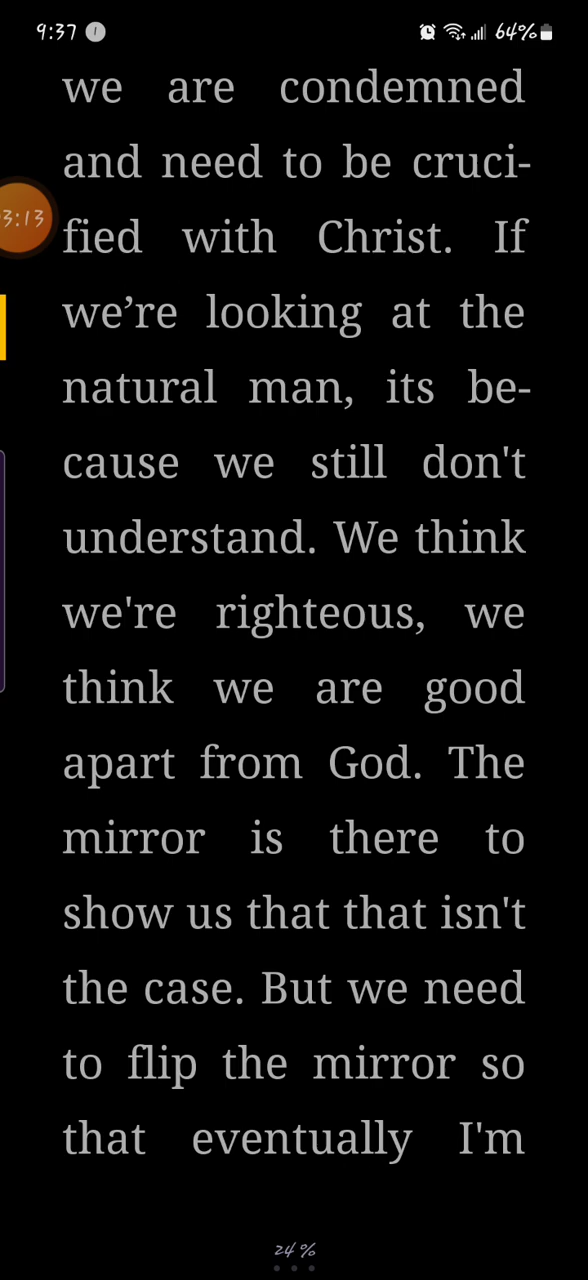 9:37 64%
we are condemned
and need to be cruci-
3:13
fied with Christ. If
we’re looking at the
natural man, its be-
cause we still don't
understand. We think
we're righteous, we
think we are good
apart from God. The
mirror is there to
show us that that isn't
the case. But we need
to flip the mirror so
that eventually I'm
24%